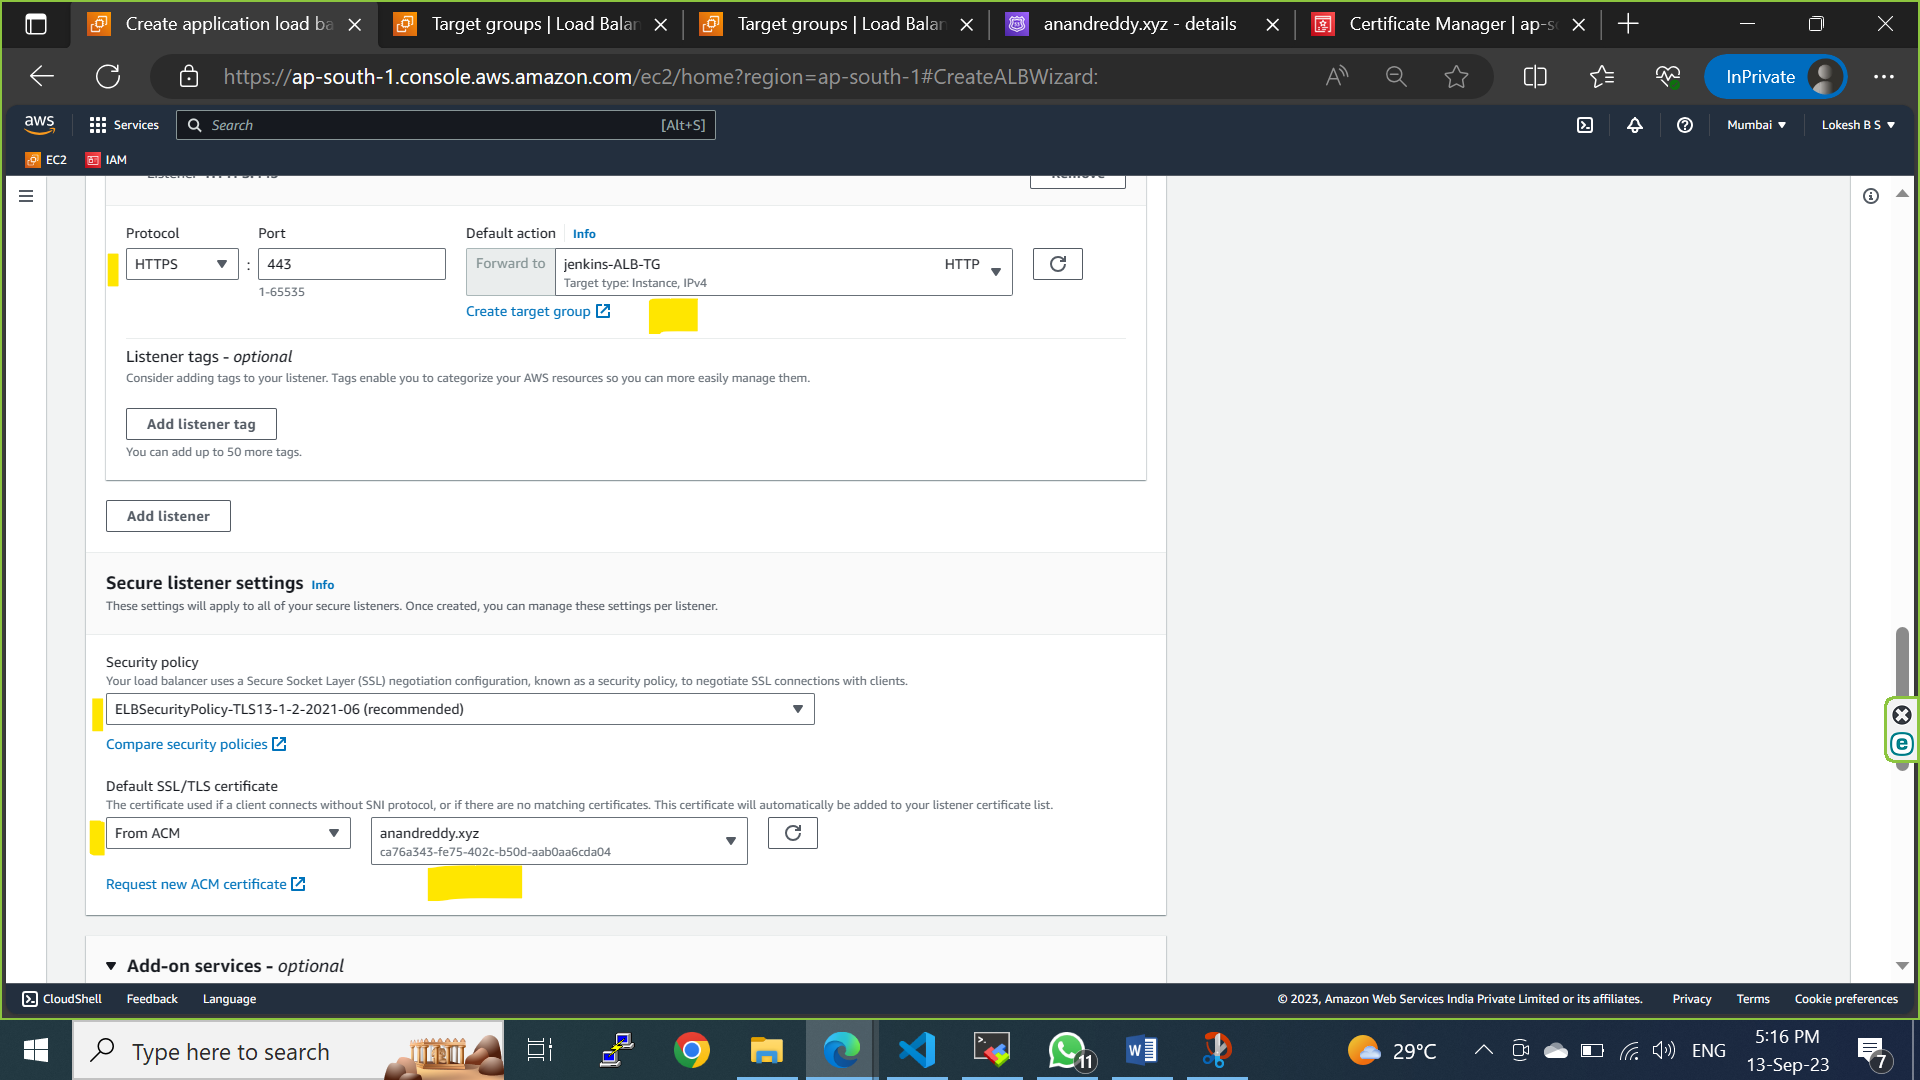 Create application load ba
Target groups | Load Balan
Target groups | Load Balan
anandreddy.xyz - details
Certificate Manager | ap-so
https://ap-south-1.console.aws.amazon.com/ec2/home?region=ap-south-1#CreateALBWizard:
InPrivate
aws
Services
Search
[Alt+S]
Mumbai
Lokesh B S
EC2
IAM
Protocol
Port
Default action
Info
HTTPS
:
443
Forward to
jenkins-ALB-TG
HTTP
Target type: Instance, IPv4
1-65535
Create target group
Listener tags - optional
Consider adding tags to your listener. Tags enable you to categorize your AWS resources so you can more easily manage them.
Add listener tag
You can add up to 50 more tags.
Add listener
Secure listener settings
Info
These settings will apply to all of your secure listeners. Once created, you can manage these settings per listener.
Security policy
Your load balancer uses a Secure Socket Layer (SSL) negotiation configuration, known as a security policy, to negotiate SSL connections with clients.
ELBSecurityPolicy-TLS13-1-2-2021-06 (recommended)
Compare security policies
Default SSL/TLS certificate
The certificate used if a client connects without SNI protocol, or if there are no matching certificates. This certificate will automatically be added to your listener certificate list.
From ACM
anandreddy.xyz
ca76a343-fe75-402c-b50d-aab0aa6cda04
Request new ACM certificate
Add-on services - optional
CloudShell
Feedback
Language
© 2023, Amazon Web Services India Private Limited or its affiliates.
Privacy
Terms
Cookie preferences
Type here to search
11
29°C
ENG
5:16 PM
13-Sep-23
7